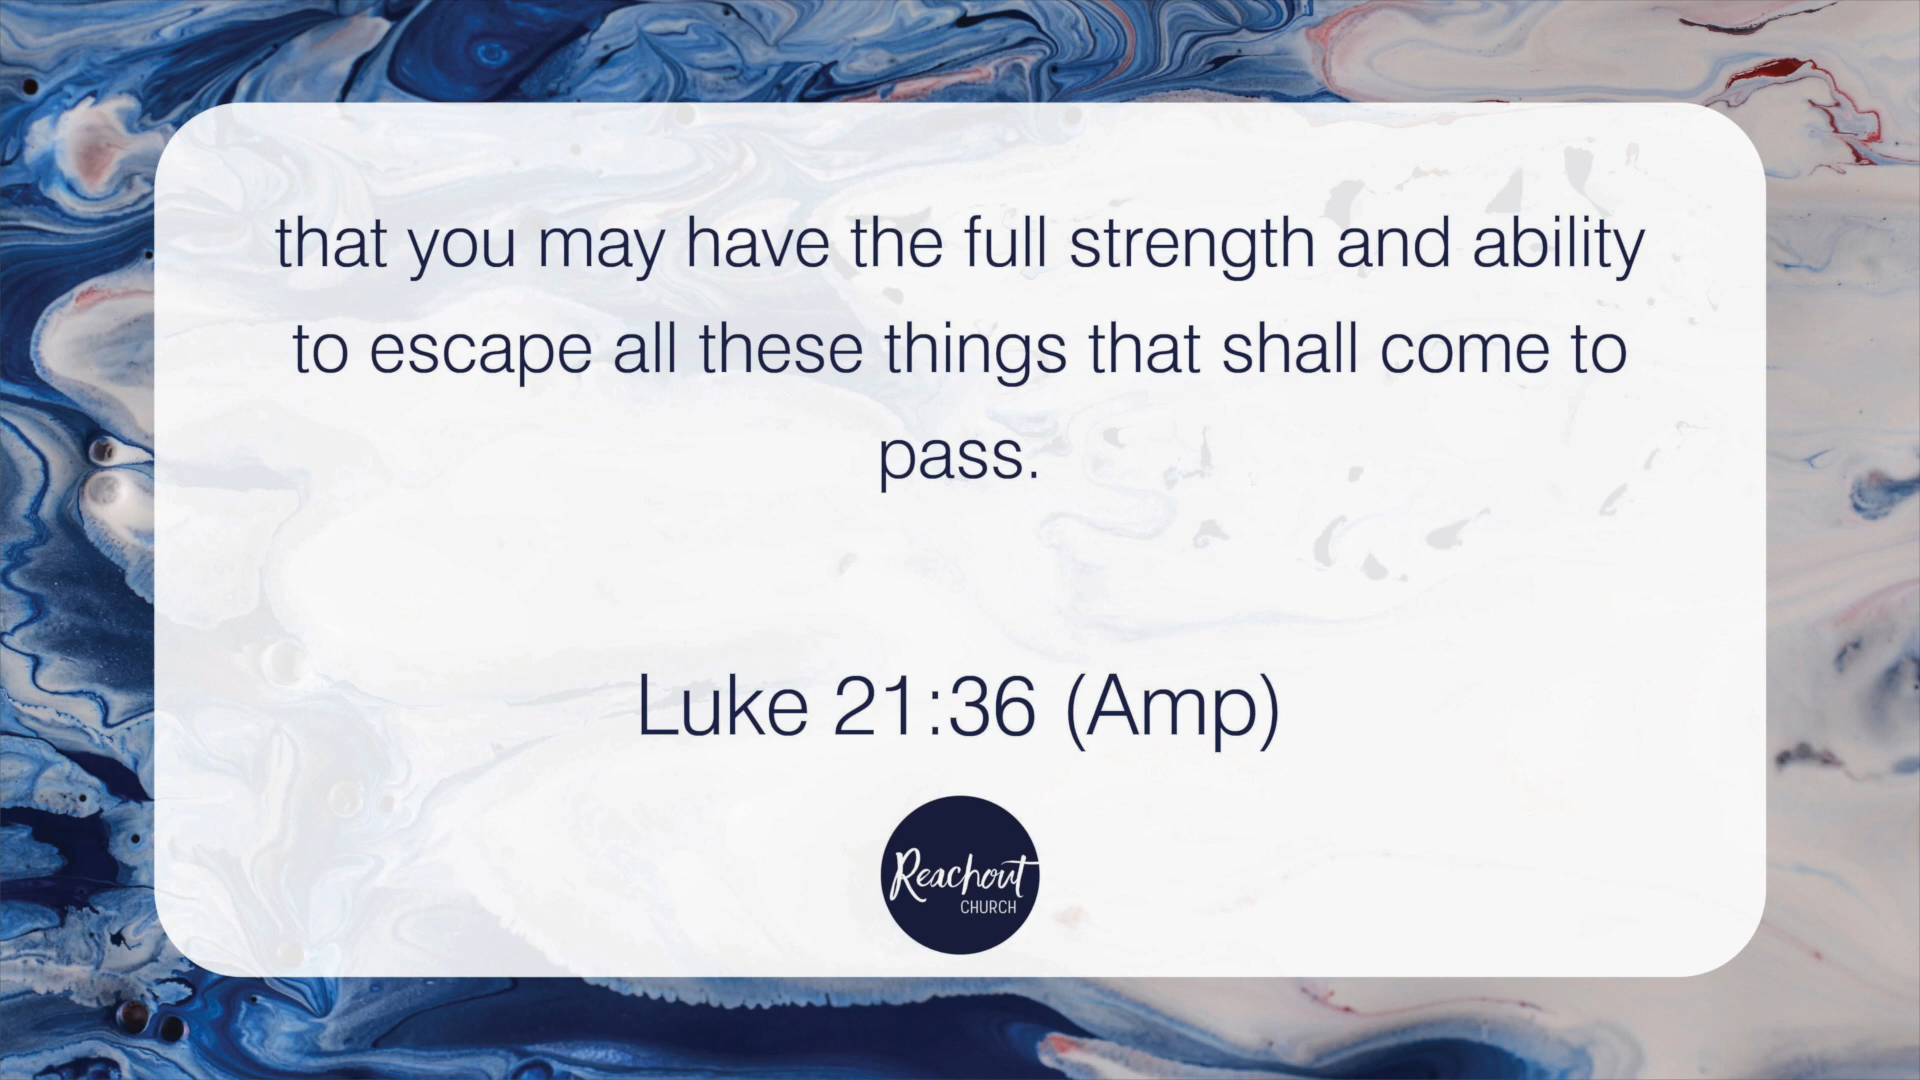 that you may have the full strength and ability
to escape all these things that shall come to
pass.
Luke 21:36 (Amp)
Reachout
CHURCH